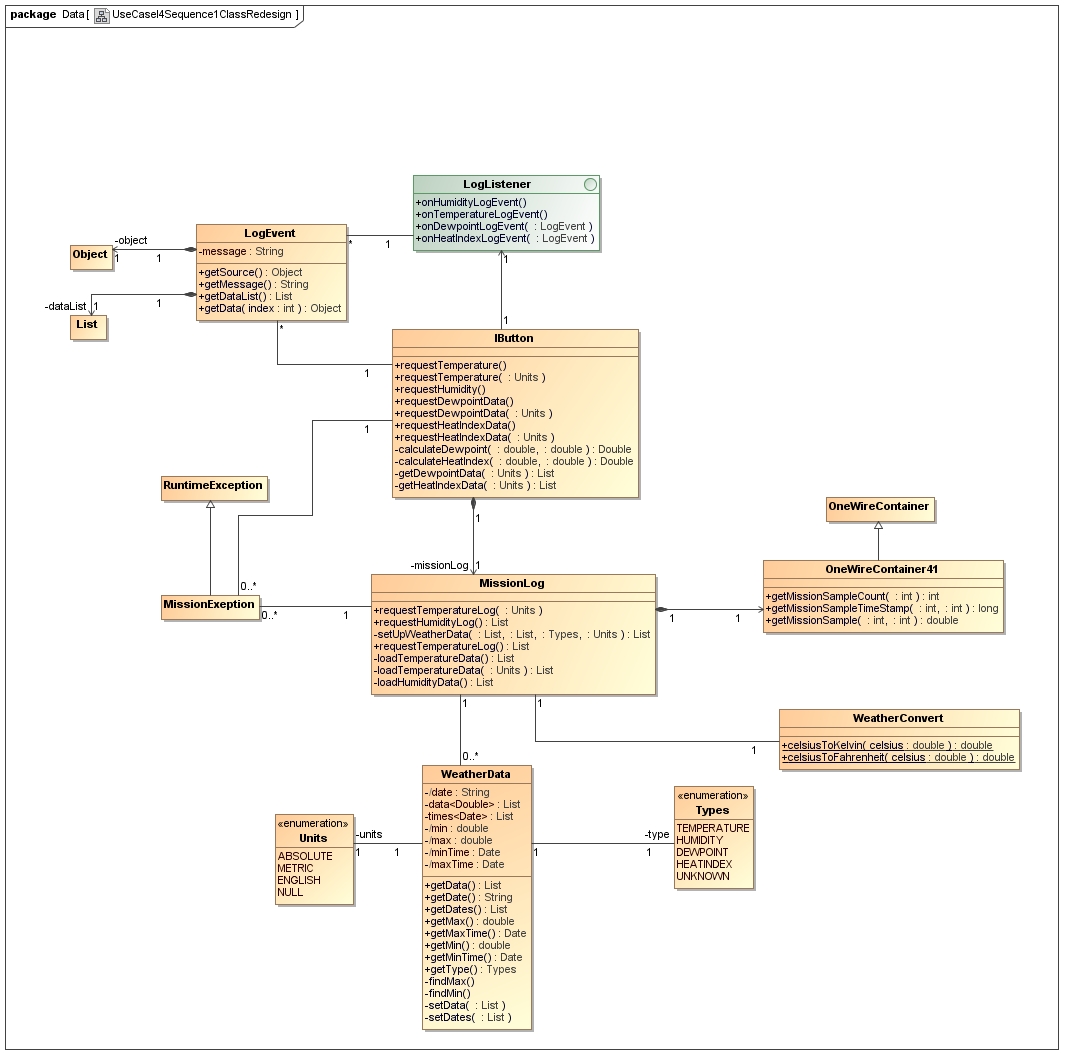 package Data[ UseCaseI4Sequence1ClassRedesign ]
LogListener
+onHumidityLogEvent()
+onTemperatureLogEvent()
+onDewpointLogEvent( : LogEvent )
+onHeatIndexLogEvent( : LogEvent )
LogEvent
-message : String
+getSource() : Object
+getMessage() : String
+getDataList() : List
+getData( index : int ) : Object
-object
Object
1
1
-dataList
1
1
List
*
1
1
1
*
1
IButton
+requestTemperature()
+requestTemperature( : Units )
+requestHumidity()
+requestDewpointData()
+requestDewpointData( : Units )
+requestHeatIndexData()
+requestHeatIndexData( : Units )
-calculateDewpoint( : double, : double ) : Double
-calculateHeatIndex( : double, : double ) : Double
-getDewpointData( : Units ) : List
-getHeatIndexData( : Units ) : List
1
RuntimeException
0..*
MissionExeption
0..*
1
1
-missionLog
1
MissionLog
+requestTemperatureLog( : Units )
+requestHumidityLog() : List
-setUpWeatherData( : List, : List, : Types, : Units ) : List
+requestTemperatureLog() : List
-loadTemperatureData() : List
-loadTemperatureData( : Units ) : List
-loadHumidityData() : List
1
1
OneWireContainer
OneWireContainer41
+getMissionSampleCount( : int ) : int
+getMissionSampleTimeStamp( : int, : int ) : long
+getMissionSample( : int, : int ) : double
1
1
WeatherConvert
+celsiusToKelvin( celsius : double ) : double
+celsiusToFahrenheit( celsius : double ) : double
1
0..*
WeatherData
-/date : String
-data<Double> : List
-times<Date> : List
-/min : double
-/max : double
-/minTime : Date
-/maxTime : Date
+getData() : List
+getDate() : String
+getDates() : List
+getMax() : double
+getMaxTime() : Date
+getMin() : double
+getMinTime() : Date
+getType() : Types
-findMax()
-findMin()
-setData( : List )
-setDates( : List )
«enumeration»
Units
ABSOLUTE
METRIC
ENGLISH
NULL
-units
1
1
-type
1
1
«enumeration»
Types
TEMPERATURE
HUMIDITY
DEWPOINT
HEATINDEX
UNKNOWN